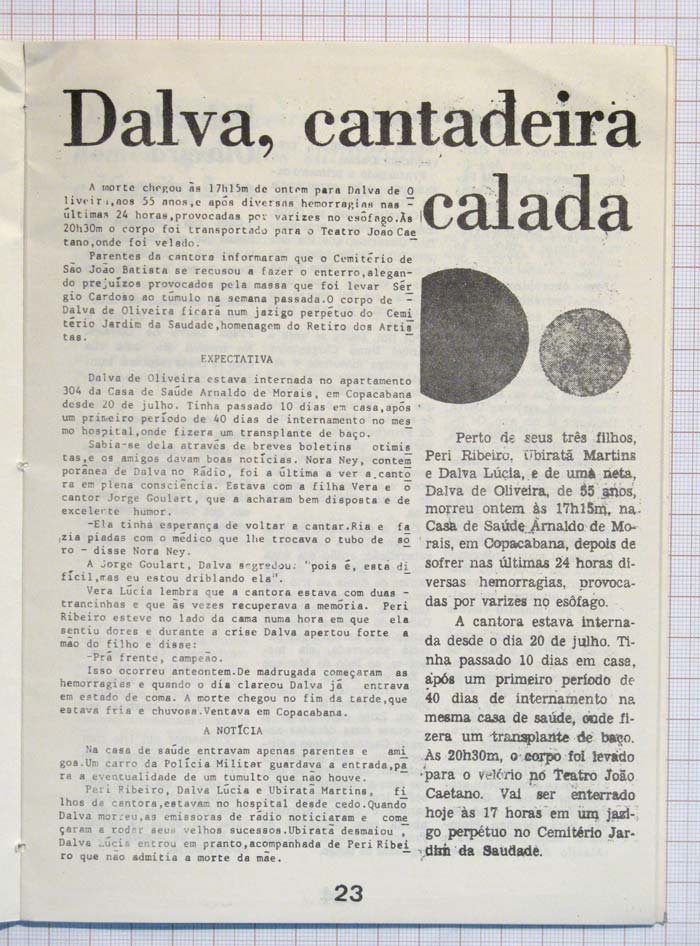 Dalva, cantadeira
calada
A morte chegou às 17h15m de ontem para Dalva de O
liveira,aos 55 anos,e após diversas hemorragias nas -
últimas 24 horas,provocadas por varizes no esôfago.Às
20h30m o corpo foi transportado para o Teatro João Cae
tano,onde foi velado.
Parentes da cantora informaram que o Cemitério de
São João Batista se recusou a fazer o enterro,alegan-
do prejuízos provocados pela massa que foi levar Sér
gio Cardoso ao túmulo na semana passada.O corpo de -
Dalva de Oliveira ficará num jazigo perpétuo do Cemi
tério Jardim da Saudade,homenagem do Retiro dos Artis
tas.
EXPECTATIVA
Dalva de Oliveira estava internada no apartamento
304 da Casa de Saúde Arnaldo de Morais, em Copacabana
desde 20 de julho. Tinha passado 10 dias em casa,após
um primeiro período de 40 dias de internamento no mes
mo hospital,onde fizera um transplante de baço.
Sabia-se dela através de breves boletins otimis
tas,e os amigos davam boas notícias. Nora Ney, contem
porânea de Dalva no Rádio, foi a última a ver a canto
ra em plena consciência. Estava com a filha Vera e o
cantor Jorge Goulart, que a acharam bem disposta e de
excelente humor.
-Ela tinha esperança de voltar a cantar.Ria e fa
zia piadas com o médico que lhe trocava o tubo de so
ro - disse Nora Ney.
A Jorge Goulart, Dalva segredou: "pois é, está di
fícil,mas eu estou driblando ela".
Vera Lúcia lembra que a cantora estava com duas -
trancinhas e que às vezes recuperava a memória. Peri
Ribeiro esteve no lado da cama numa hora em que ela
sentiu dores e durante a crise Dalva apertou forte a
mão do filho e disse:
-Prá frente, campeão.
Isso ocorreu anteontem.De madrugada começaram as
hemorragias e quando o dia clareou Dalva já entrava
em estado de coma. A morte chegou no fim da tarde,que
estava fria e chuvosa.Ventava em Copacabana.
A NOTÍCIA
Na casa de saúde entravam apenas parentes e ami
gos.Um carro da Polícia Militar guardava a entrada,pa
ra a eventualidade de um tumulto que não houve.
Peri Ribeiro, Dalva Lúcia e Ubiratã Martins, fi
lhos da cantora,estavam no hospital desde cedo.Quando
Dalva morreu,as emissoras de rádio noticiaram e come
çaram a rodar seus velhos sucessos.Ubiratã desmaiou,
Dalva Lúcia entrou em pranto,acompanhada de Peri Ribei
ro que não admitia a morte da mãe.
Perto de seus três filhos,
Peri Ribeiro, Ubiratã Martins
e Dalva Lúcia, e de uma neta,
Dalva de Oliveira, de 55 anos,
morreu ontem às 17h15m, na
Casa de Saúde Arnaldo de Mo-
rais, em Copacabana, depois de
sofrer nas últimas 24 horas di-
versas hemorragias, provoca-
das por varizes no esôfago.
A cantora estava interna-
da desde o dia 20 de julho. Ti-
nha passado 10 dias em casa,
após um primeiro período de
40 dias de internamento na
mesma casa de saúde, onde fi-
zera um transplante de baço.
Às 20h30m, o corpo foi levado
para o velório no Teatro João
Caetano. Vai ser enterrado
hoje às 17 horas em um jazi-
go perpétuo no Cemitério Jar-
dim da Saudade.
23